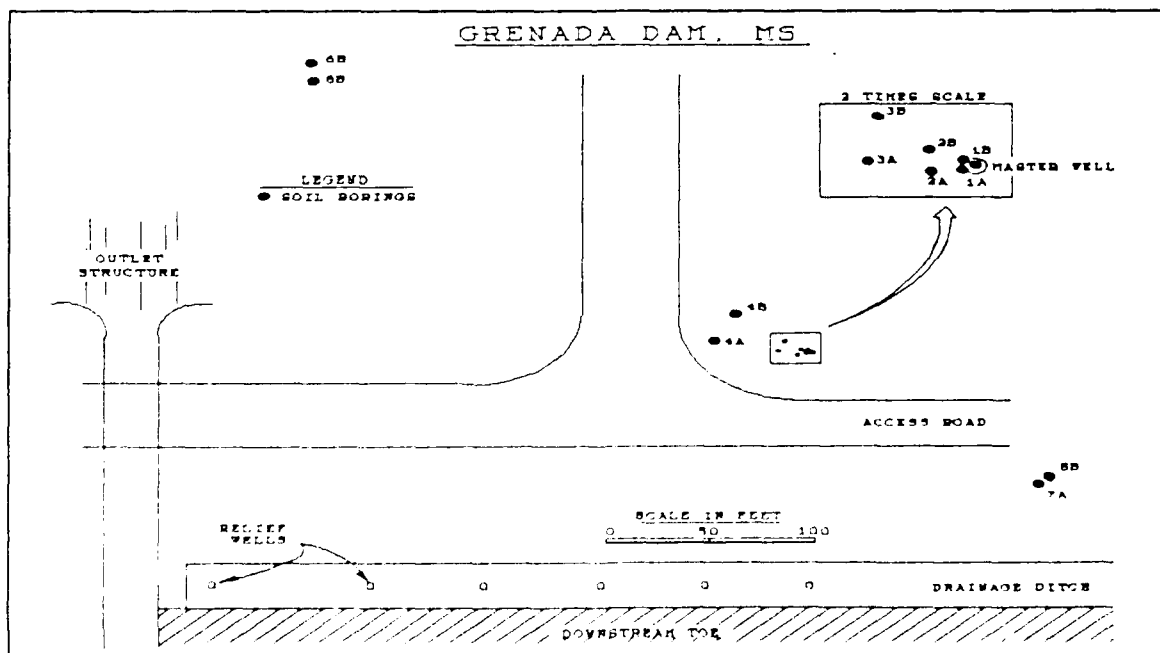 GRENADA DAM, MS
6B
2 TIMES SCALE
3B
2B
1B
3A
MASTER WELL
2A
1A
LEGEND
SOIL BORINGS
OUTLET
STRUCTURE
4B
4A
ACCESS ROAD
7A
SCALE IN FEET
0 50 100
RELIEF
WELLS
DRAINAGE DITCH
DOWNSTREAM TOE